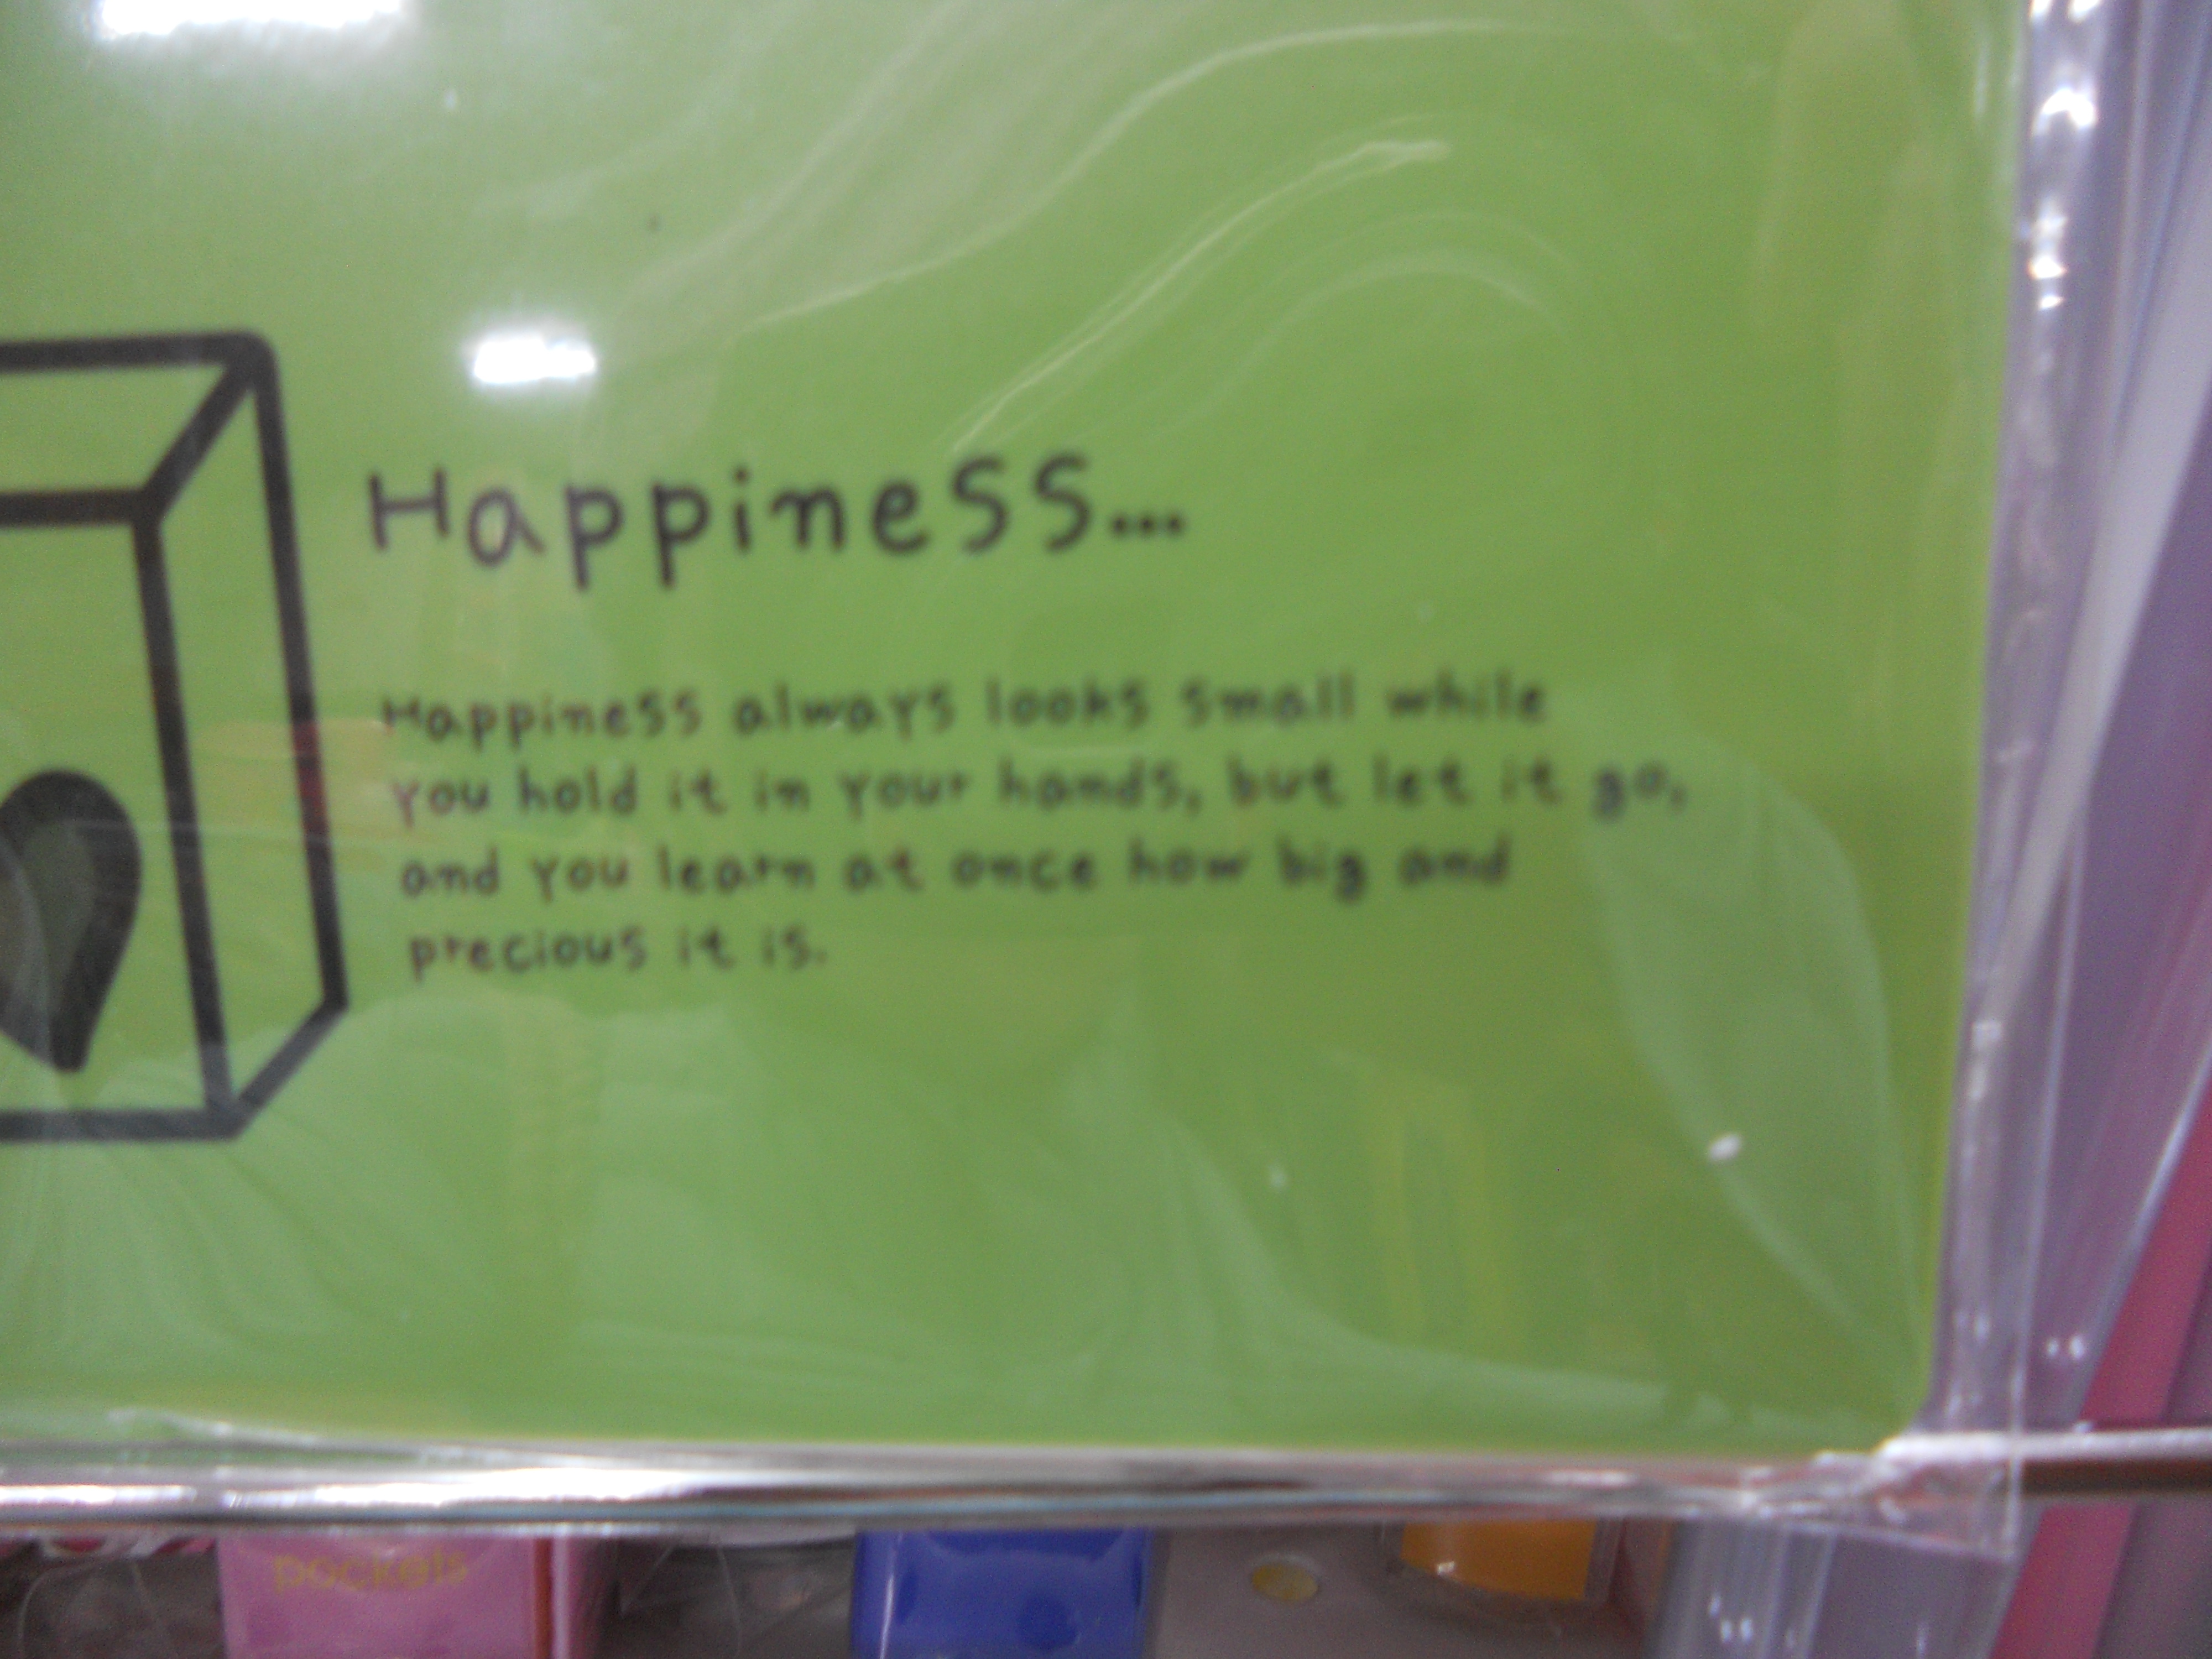 Happiness...
Happiness always looks small while
you hold it in your hands, but let it go,
and you learn at once how big and
precious it is.
pockets